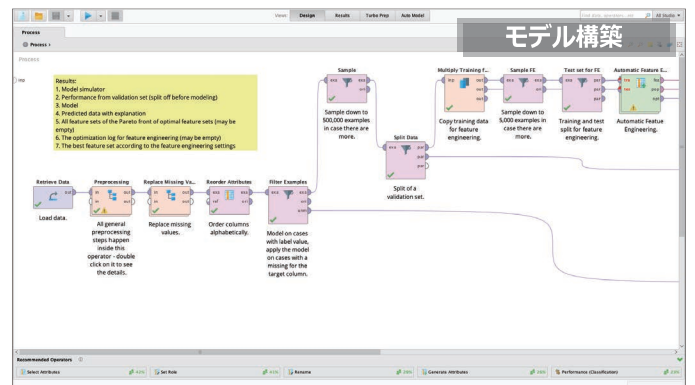 Views:
Design
Results
Turbo Prep
Auto Model
All Studio
モデル構築
Process
Process
Process
inp
Results:
1. Model simulator
2. Performance from validation set (split off before modeling)
3. Model
4. Predicted data with explanation
5. All feature sets of the Pareto front of optimal feature sets (may be
empty)
6. The optimization log for feature engineering (may be empty)
7. The best feature set according to the feature engineering settings
Sample
Sample down to
500,000 examples
in case there are
more.
Multiply Training f...
Copy training data
for feature
engineering.
Sample FE
Sample down to
5,000 examples in
case there are
more.
Test set for FE
Training and test
split for feature
engineering.
Automatic Feature E...
Automatic Featue
Engineering.
Split Data
Split of a
validation set.
Retrieve Data
Load data.
Preprocessing
All general
preprocessing
steps happen
inside this
operator - double
click on it to see
the details.
Replace Missing Va...
Replace missing
values.
Reorder Attributes
Order columns
alphabetically.
Filter Examples
Model on cases
with label value,
apply the model
on cases with a
missing for the
target column.
Recommended Operators
Select Attributes
Set Role
Rename
Generate Attributes
Performance (Classification)